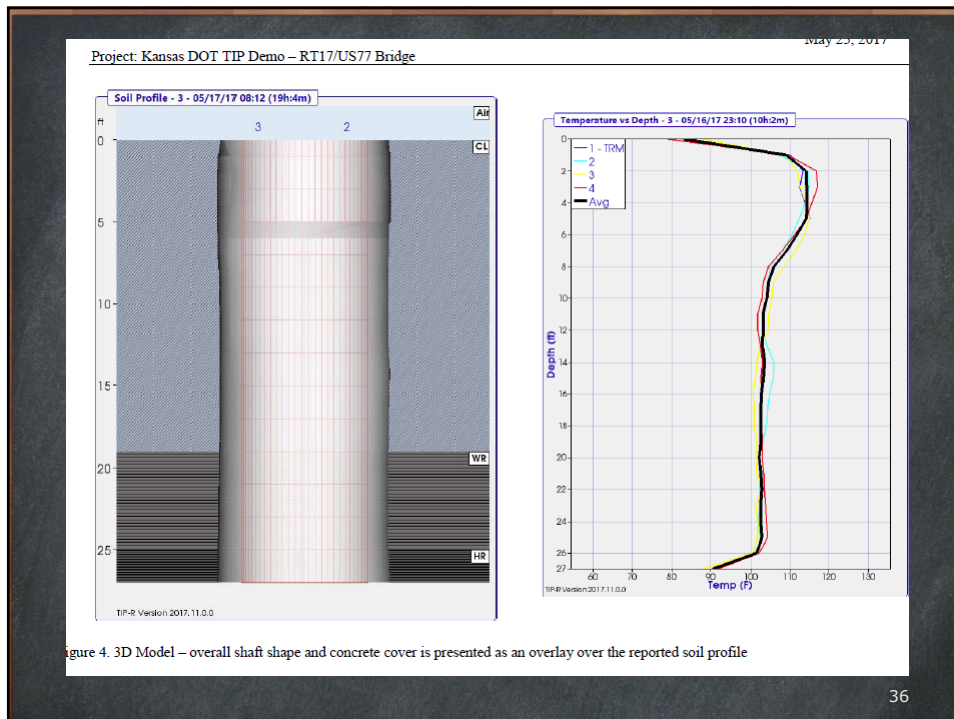 May 25, 2017
Project: Kansas DOT TIP Demo – RT17/US77 Bridge
Soil Profile - 3 - 05/17/17 08:12 (19h:4m)
ft
3 2
Air
0
CL
5
10
15
20
WR
25
HR
TIP-R Version 2017.11.0.0
Temperature vs Depth - 3 - 05/16/17 23:10 (10h:2m)
1 - TRM
2
3
4
Avg
0
2
4
6
8
10
12
14
16
18
20
22
24
26
27
Depth (ft)
60 70 80 90 100 110 120 130
Temp (F)
TIP-R Version 2017.11.0.0
igure 4. 3D Model – overall shaft shape and concrete cover is presented as an overlay over the reported soil profile
36